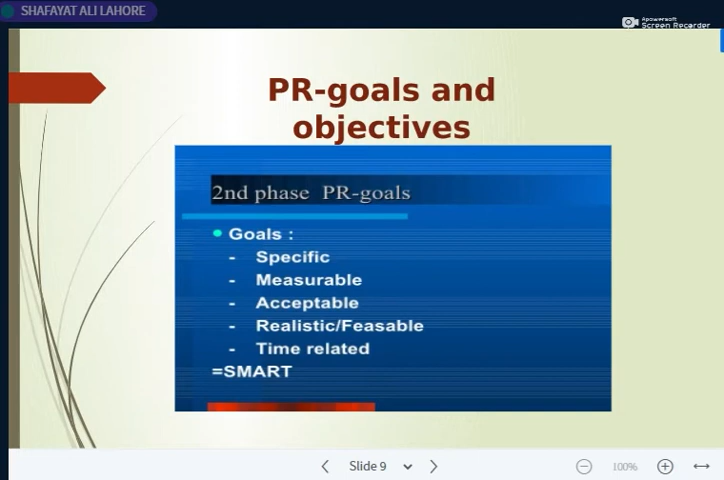 SHAFAYAT ALI LAHORE
Apowersoft
Screen Recorder
PR-goals and
objectives
2nd phase PR-goals
Goals :
- Specific
- Measurable
- Acceptable
- Realistic/Feasable
- Time related
=SMART
Slide 9
100%